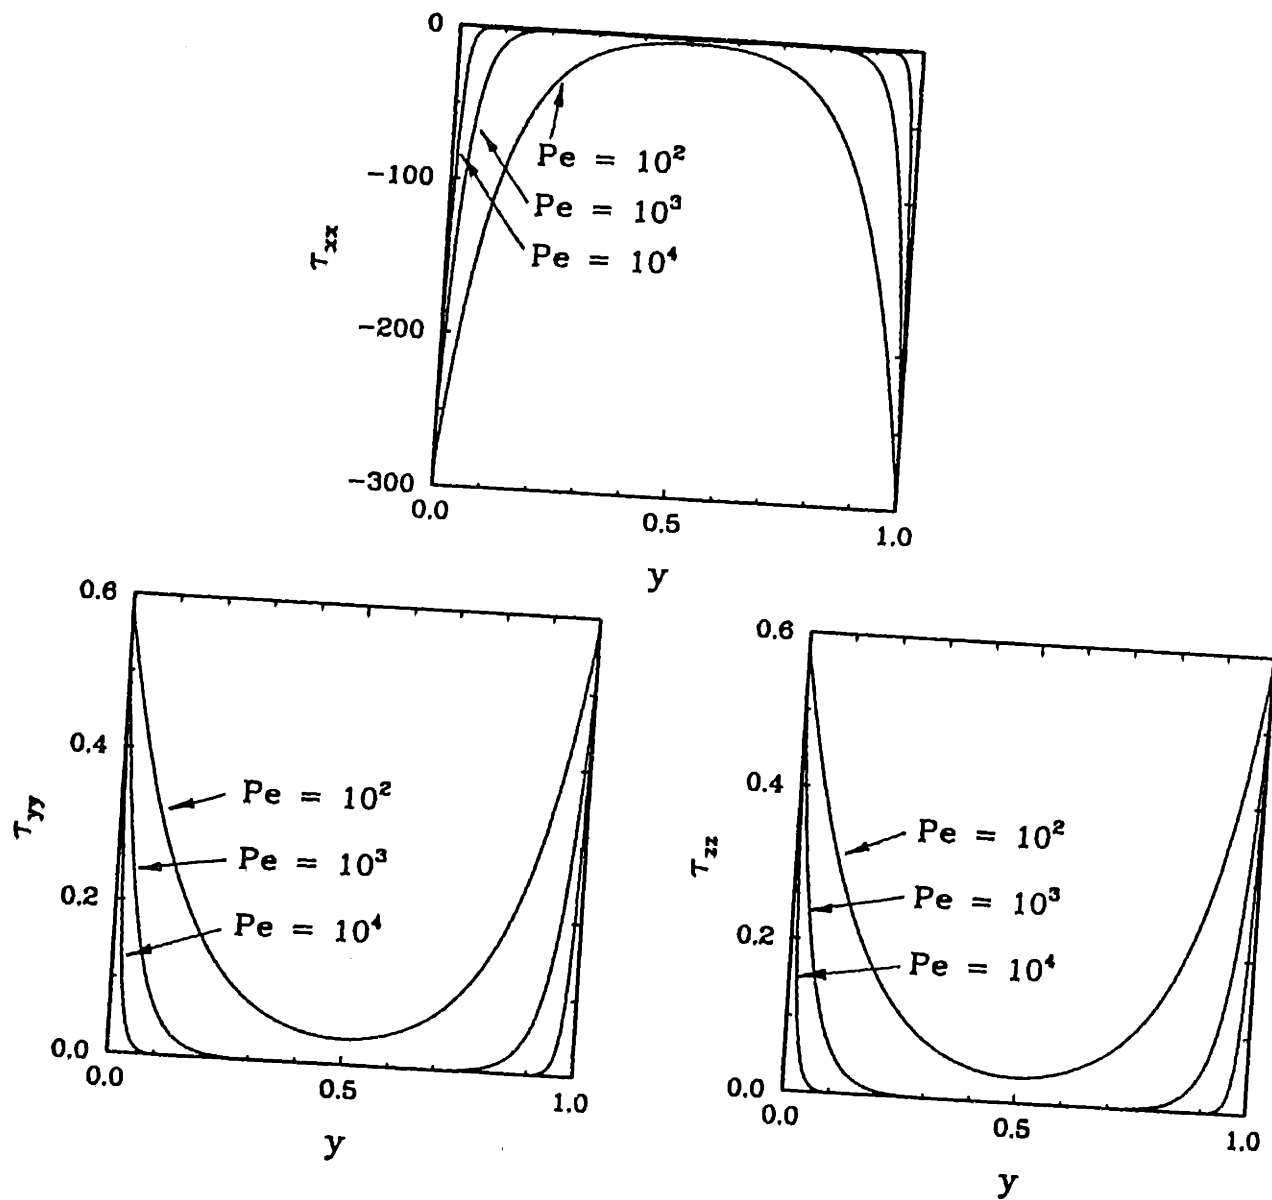 0
-100
-200
-300
τxx
Pe = 10²
Pe = 10³
Pe = 10⁴
0.0
0.5
1.0
y
0.6
0.4
0.2
0.0
τyy
Pe = 10²
Pe = 10³
Pe = 10⁴
0.0
0.5
1.0
y
0.6
0.4
0.2
0.0
τzz
Pe = 10²
Pe = 10³
Pe = 10⁴
0.0
0.5
1.0
y